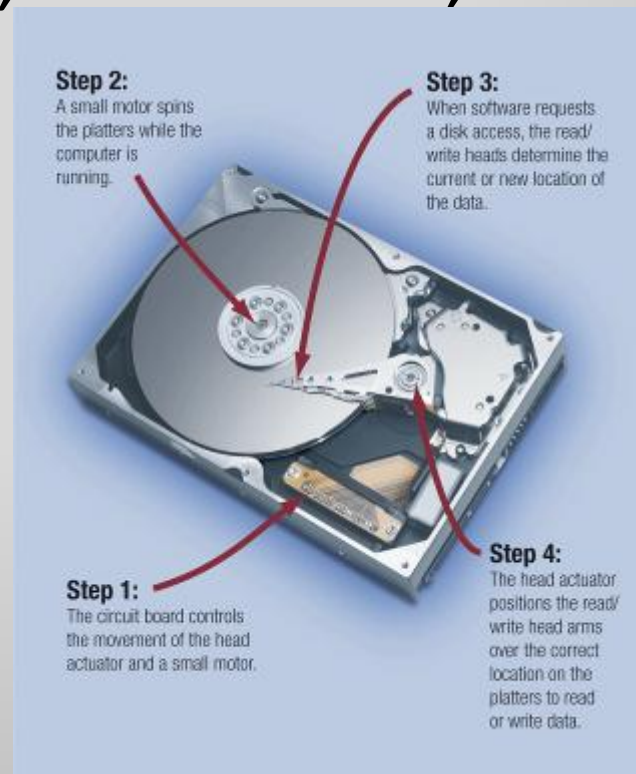 Step 1:
The circuit board controls
the movement of the head
actuator and a small motor.
Step 2:
A small motor spins
the platters while the
computer is
running.
Step 3:
When software requests
a disk access, the read/
write heads determine the
current or new location of
the data.
Step 4:
The head actuator
positions the read/
write head arms
over the correct
location on the
platters to read
or write data.